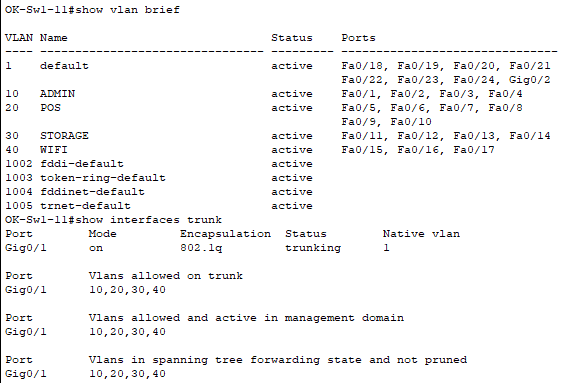 OK-Sw1-11#show vlan brief
VLAN Name Status Ports
---- -------------------------------- --------- -------------------------------
1 default active Fa0/18, Fa0/19, Fa0/20, Fa0/21
Fa0/22, Fa0/23, Fa0/24, Gig0/2
10 ADMIN active Fa0/1, Fa0/2, Fa0/3, Fa0/4
20 POS active Fa0/5, Fa0/6, Fa0/7, Fa0/8
Fa0/9, Fa0/10
30 STORAGE active Fa0/11, Fa0/12, Fa0/13, Fa0/14
40 WIFI active Fa0/15, Fa0/16, Fa0/17
1002 fddi-default active
1003 token-ring-default active
1004 fddinet-default active
1005 trnet-default active
OK-Sw1-11#show interfaces trunk
Port Mode Encapsulation Status Native vlan
Gig0/1 on 802.1q trunking 1
Port Vlans allowed on trunk
Gig0/1 10,20,30,40
Port Vlans allowed and active in management domain
Gig0/1 10,20,30,40
Port Vlans in spanning tree forwarding state and not pruned
Gig0/1 10,20,30,40